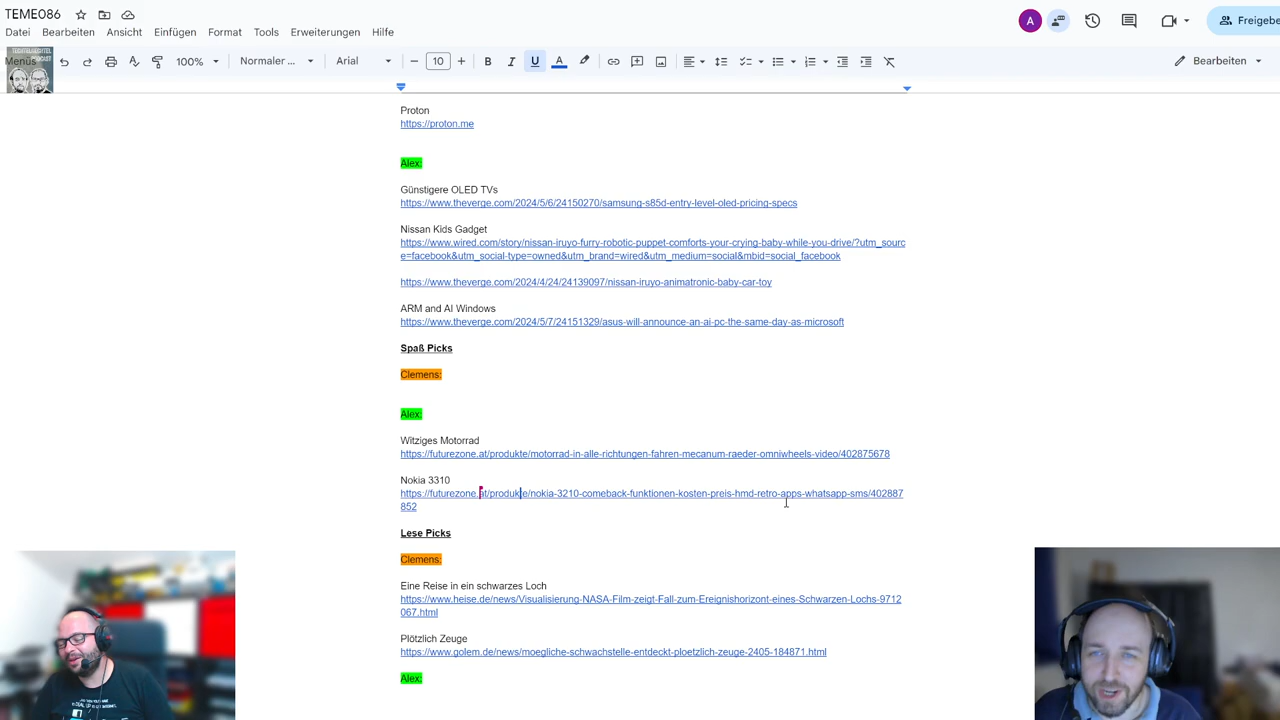 TEME086
Datei Bearbeiten Ansicht Einfügen Format Tools Erweiterungen Hilfe
A
Freigebe
TECHTELMECHTEL
PODCAST
Menüs
100% Normaler ... Arial 10 B I U A
Bearbeiten
Proton
https://proton.me
Alex:
Günstigere OLED TVs
https://www.theverge.com/2024/5/6/24150270/samsung-s85d-entry-level-oled-pricing-specs
Nissan Kids Gadget
https://www.wired.com/story/nissan-iruyo-furry-robotic-puppet-comforts-your-crying-baby-while-you-drive/?utm_sourc
e=facebook&utm_social-type=owned&utm_brand=wired&utm_medium=social&mbid=social_facebook
https://www.theverge.com/2024/4/24/24139097/nissan-iruyo-animatronic-baby-car-toy
ARM and AI Windows
https://www.theverge.com/2024/5/7/24151329/asus-will-announce-an-ai-pc-the-same-day-as-microsoft
Spaß Picks
Clemens:
Alex:
Witziges Motorrad
https://futurezone.at/produkte/motorrad-in-alle-richtungen-fahren-mecanum-raeder-omniwheels-video/402875678
Nokia 3310
https://futurezone.at/produkte/nokia-3210-comeback-funktionen-kosten-preis-hmd-retro-apps-whatsapp-sms/402887
852
Lese Picks
Clemens:
Eine Reise in ein schwarzes Loch
https://www.heise.de/news/Visualisierung-NASA-Film-zeigt-Fall-zum-Ereignishorizont-eines-Schwarzen-Lochs-9712
067.html
Plötzlich Zeuge
https://www.golem.de/news/moegliche-schwachstelle-entdeckt-ploetzlich-zeuge-2405-184871.html
Alex: